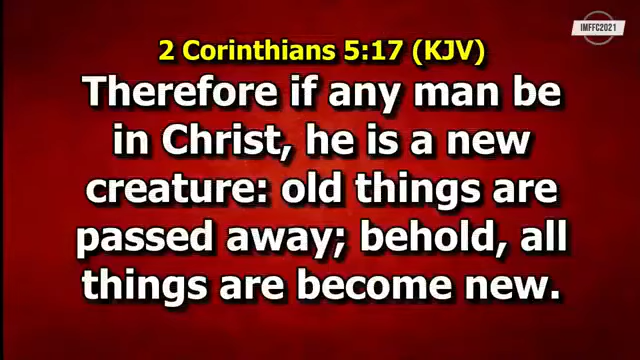 IMFFC2021
2 Corinthians 5:17 (KJV)
Therefore if any man be
in Christ, he is a new
creature: old things are
passed away; behold, all
things are become new.